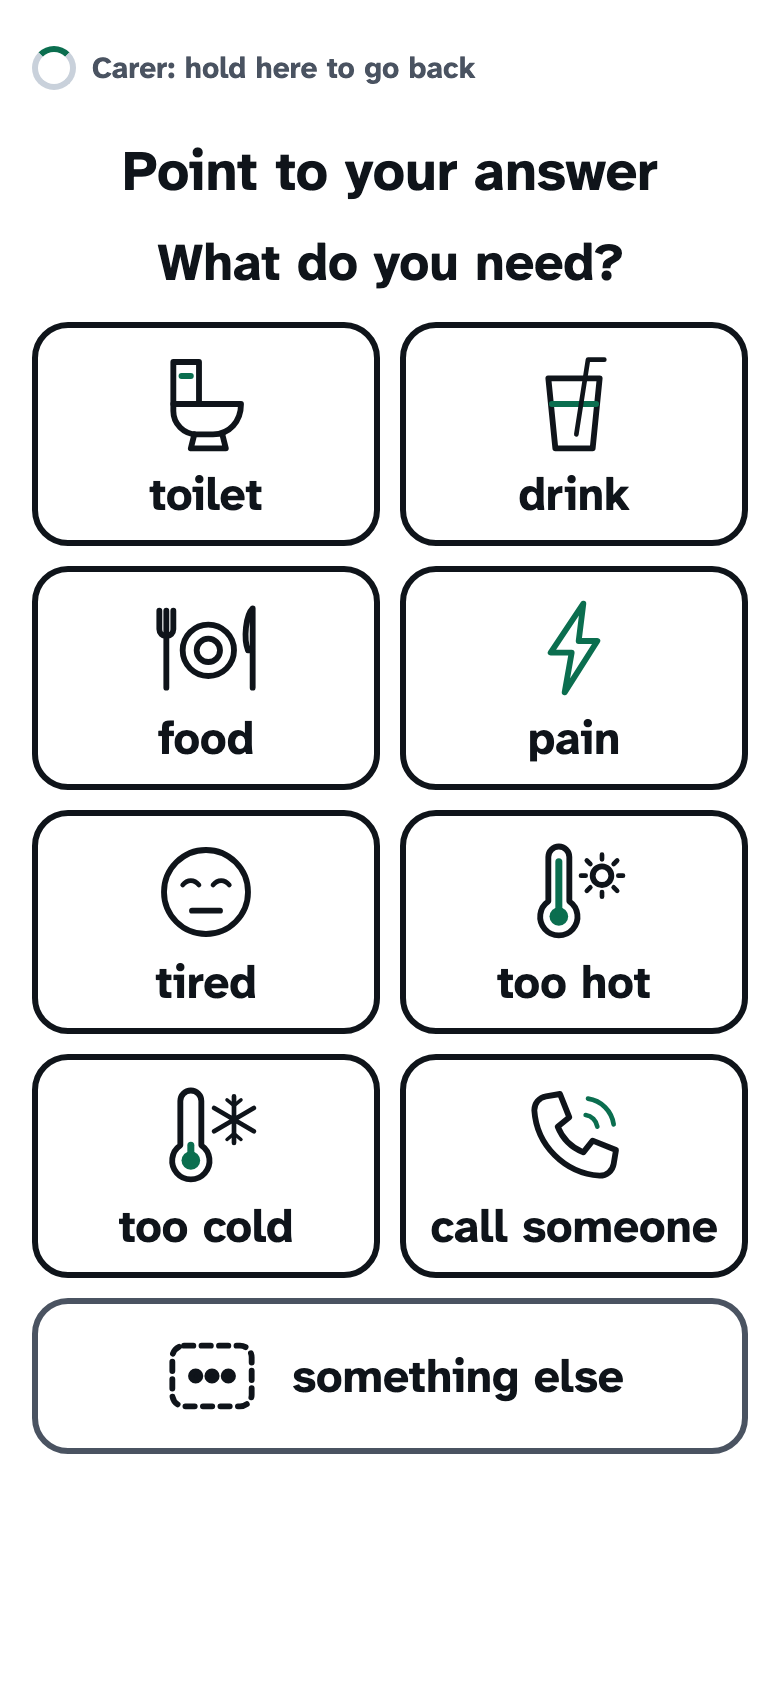 Carer: hold here to go back
Point to your answer
What do you need?
toilet
drink
food
pain
tired
too hot
too cold
call someone
something else